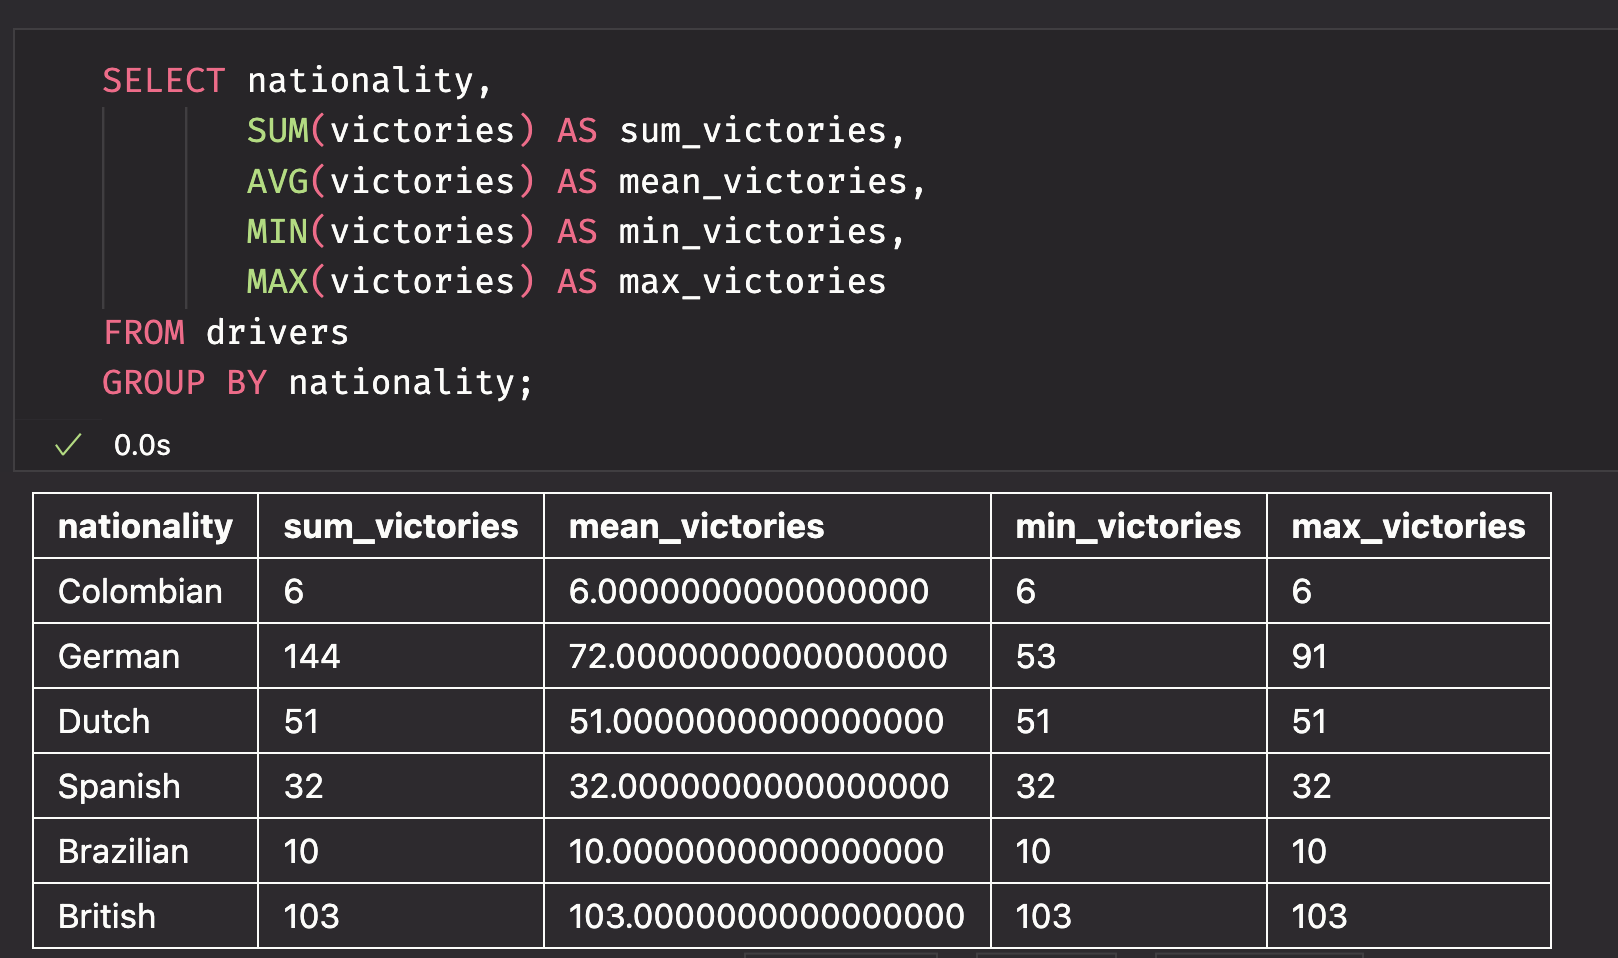 SELECT nationality,
SUM(victories) AS sum_victories,
AVG(victories) AS mean_victories,
MIN(victories) AS min_victories,
MAX(victories) AS max_victories
FROM drivers
GROUP BY nationality;
0.0s
nationality sum_victories mean_victories min_victories max_victories
Colombian 6 6.0000000000000000 6 6
German 144 72.0000000000000000 53 91
Dutch 51 51.0000000000000000 51 51
Spanish 32 32.0000000000000000 32 32
Brazilian 10 10.0000000000000000 10 10
British 103 103.0000000000000000 103 103